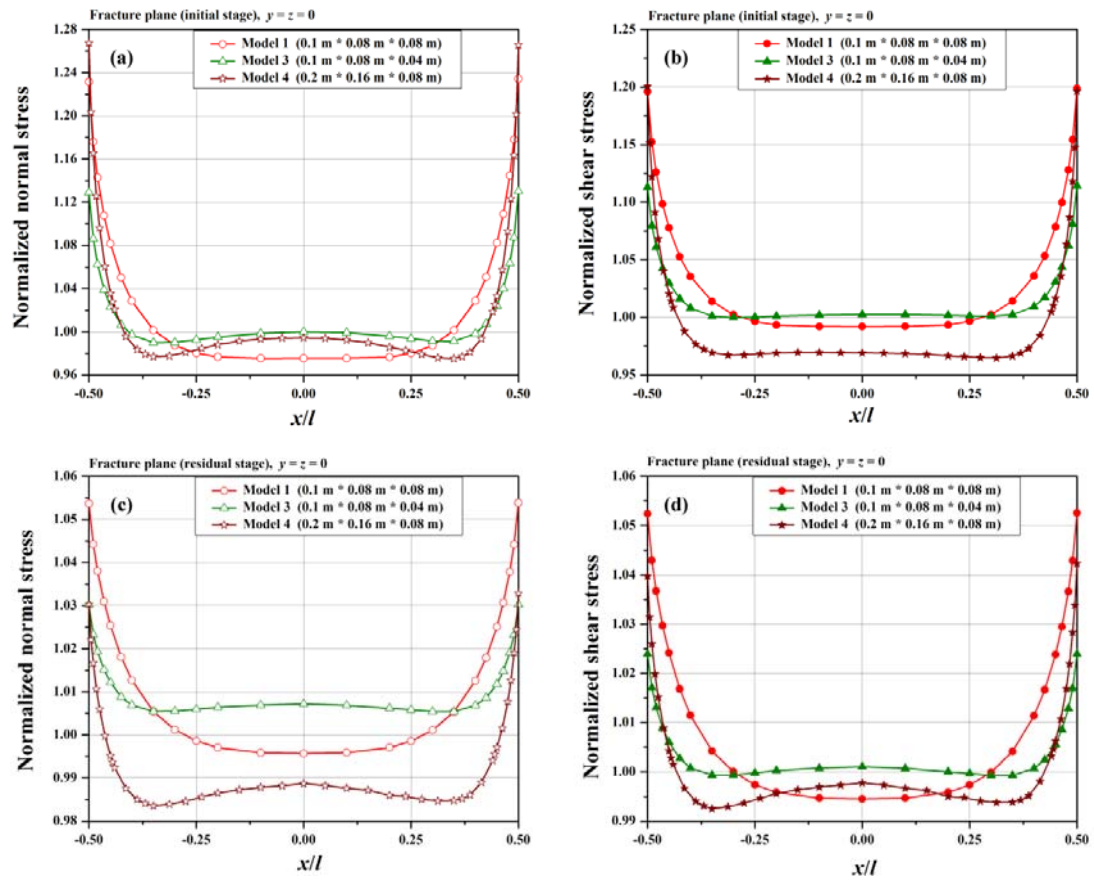 Fracture plane (initial stage), y = z = 0
(a)
Model 1 (0.1 m * 0.08 m * 0.08 m)
Model 3 (0.1 m * 0.08 m * 0.04 m)
Model 4 (0.2 m * 0.16 m * 0.08 m)
Normalized normal stress
1.28
1.24
1.20
1.16
1.12
1.08
1.04
1.00
0.96
-0.50
-0.25
0.00
0.25
0.50
x/l
Fracture plane (initial stage), y = z = 0
(b)
Model 1 (0.1 m * 0.08 m * 0.08 m)
Model 3 (0.1 m * 0.08 m * 0.04 m)
Model 4 (0.2 m * 0.16 m * 0.08 m)
Normalized shear stress
1.25
1.20
1.15
1.10
1.05
1.00
0.95
-0.50
-0.25
0.00
0.25
0.50
x/l
Fracture plane (residual stage), y = z = 0
(c)
Model 1 (0.1 m * 0.08 m * 0.08 m)
Model 3 (0.1 m * 0.08 m * 0.04 m)
Model 4 (0.2 m * 0.16 m * 0.08 m)
Normalized normal stress
1.06
1.05
1.04
1.03
1.02
1.01
1.00
0.99
0.98
-0.50
-0.25
0.00
0.25
0.50
x/l
Fracture plane (residual stage), y = z = 0
(d)
Model 1 (0.1 m * 0.08 m * 0.08 m)
Model 3 (0.1 m * 0.08 m * 0.04 m)
Model 4 (0.2 m * 0.16 m * 0.08 m)
Normalized shear stress
1.06
1.05
1.04
1.03
1.02
1.01
1.00
0.99
-0.50
-0.25
0.00
0.25
0.50
x/l